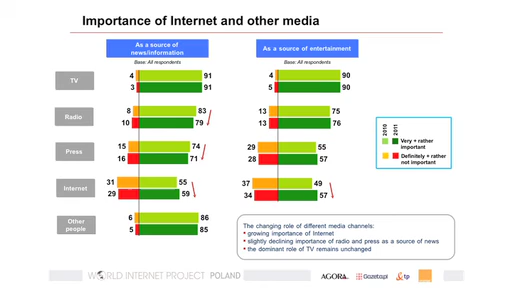 Importance of Internet and other media
As a source of
news/information
As a source of entertainment
Base: All respondents
Base: All respondents
TV
4 91
3 91
4 90
5 90
Radio
8 83
10 79
13 75
13 76
Press
15 74
16 71
29 55
28 57
Internet
31 55
29 59
37 49
34 57
Other
people
6 86
5 85
2010
2011
Very + rather
important
Definitely + rather
not important
The changing role of different media channels:
• growing importance of Internet
• slightly declining importance of radio and press as a source of news
• the dominant role of TV remains unchanged
WORLD INTERNET PROJECT POLAND
AGORA
Gazeta.pl
tp